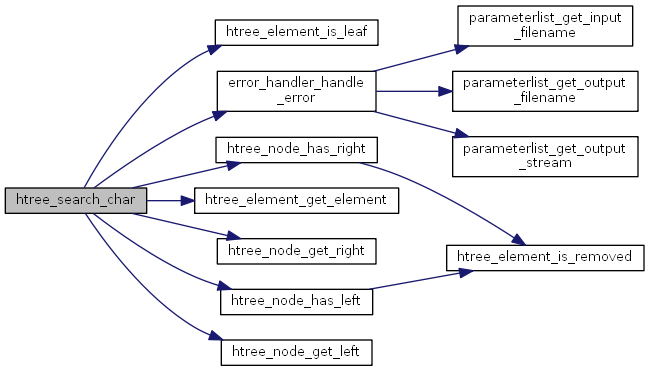 htree_search_char
htree_element_is_leaf
error_handler_handle
_error
htree_node_has_right
htree_element_get_element
htree_node_get_right
htree_node_has_left
htree_node_get_left
parameterlist_get_input
_filename
parameterlist_get_output
_filename
parameterlist_get_output
_stream
htree_element_is_removed